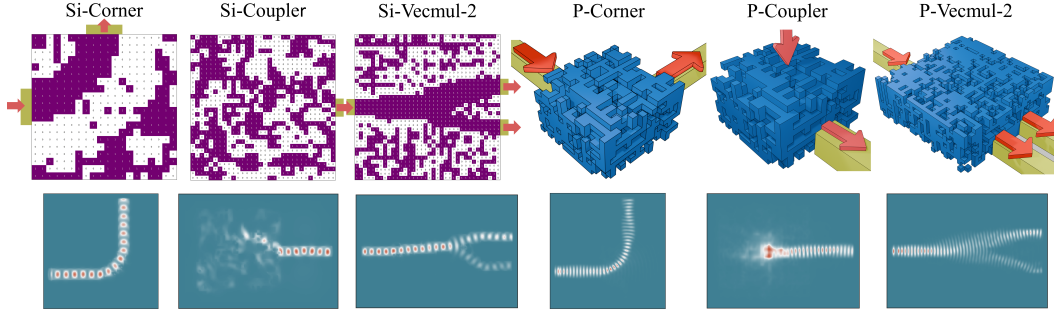 Si-Corner
Si-Coupler
Si-Vecmul-2
P-Corner
P-Coupler
P-Vecmul-2